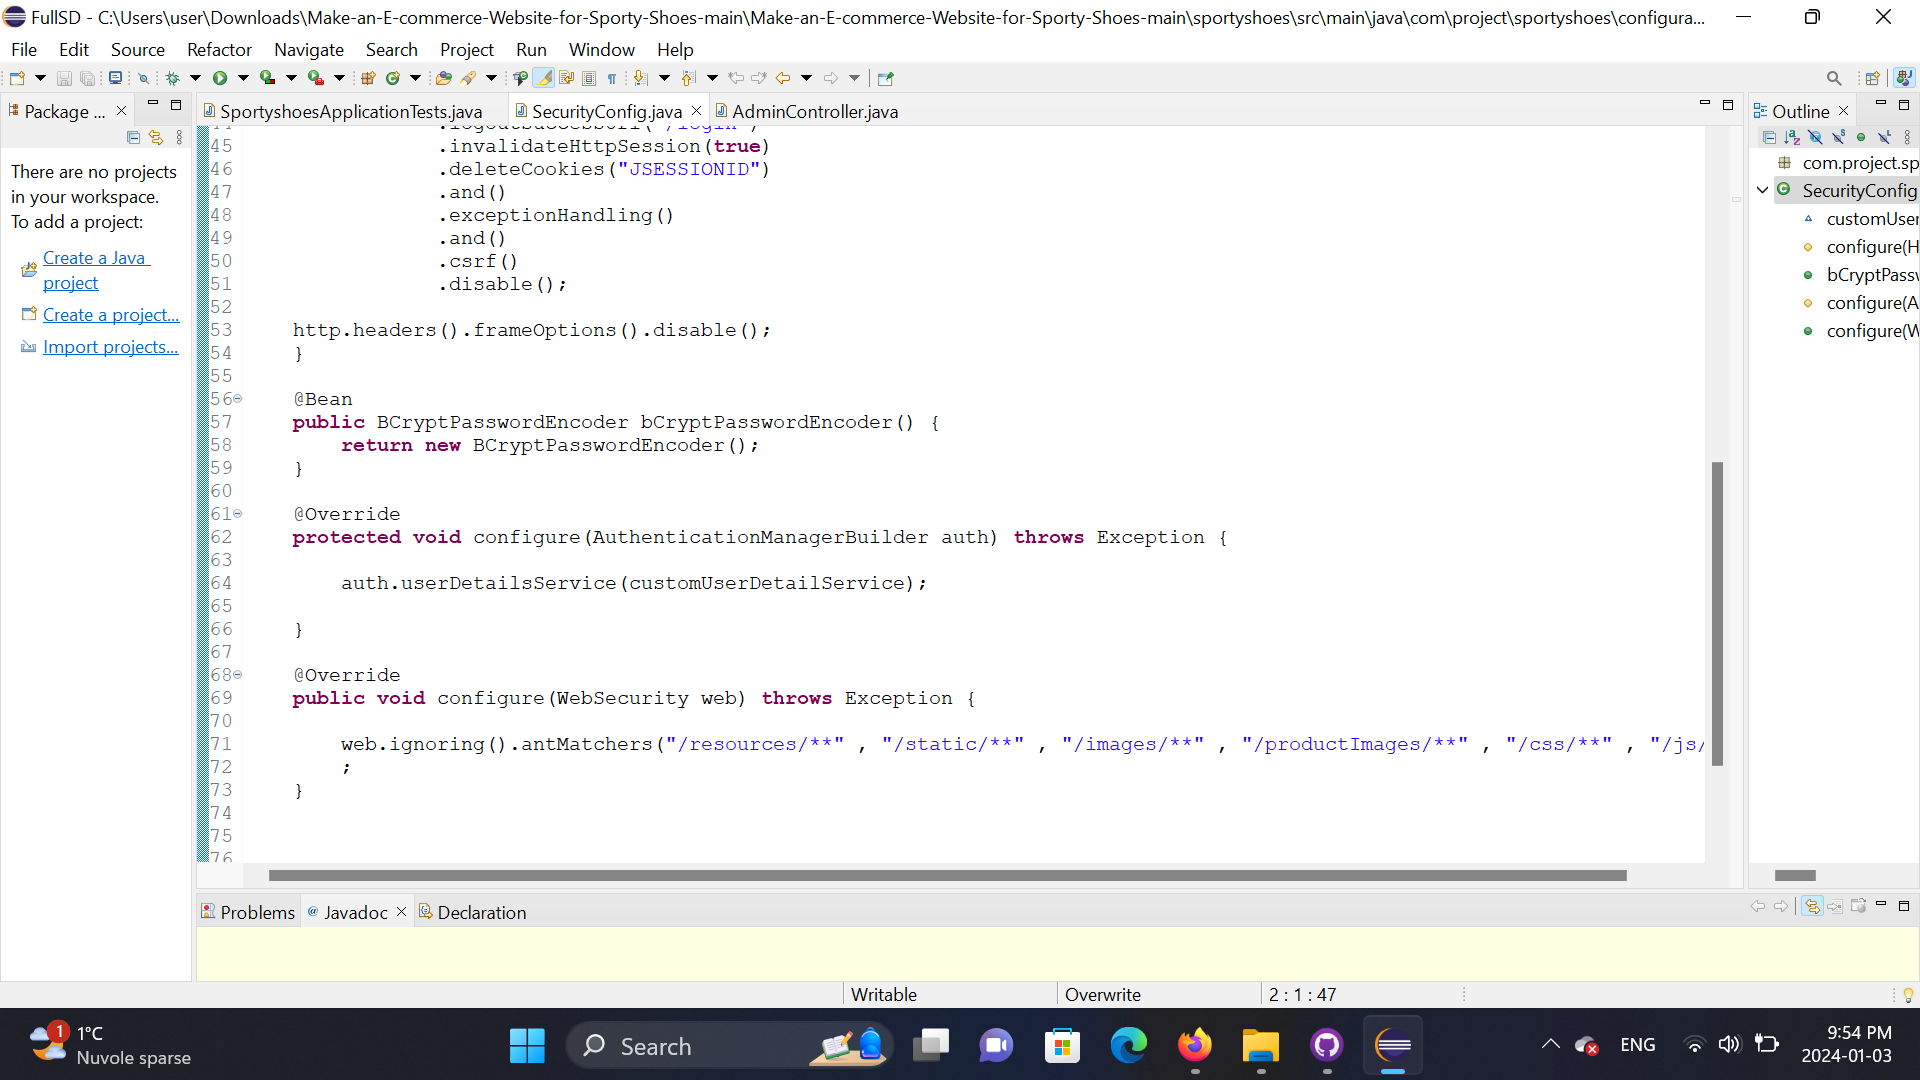 FullSD - C:\Users\user\Downloads\Make-an-E-commerce-Website-for-Sporty-Shoes-main\Make-an-E-commerce-Website-for-Sporty-Shoes-main\sportyshoes\src\main\java\com\project\sportyshoes\configura...
File Edit Source Refactor Navigate Search Project Run Window Help
Package ...
SportyshoesApplicationTests.java SecurityConfig.java AdminController.java
Outline
There are no projects
in your workspace.
To add a project:
Create a Java
project
Create a project...
Import projects...
44 .logoutSuccessUrl("/login")
45 .invalidateHttpSession(true)
46 .deleteCookies("JSESSIONID")
47 .and()
48 .exceptionHandling()
49 .and()
50 .csrf()
51 .disable();
52
53 http.headers().frameOptions().disable();
54 }
55
56 @Bean
57 public BCryptPasswordEncoder bCryptPasswordEncoder() {
58 return new BCryptPasswordEncoder();
59 }
60
61 @Override
62 protected void configure(AuthenticationManagerBuilder auth) throws Exception {
63
64 auth.userDetailsService(customUserDetailService);
65
66 }
67
68 @Override
69 public void configure(WebSecurity web) throws Exception {
70
71 web.ignoring().antMatchers("/resources/**" , "/static/**" , "/images/**" , "/productImages/**" , "/css/**" , "/js/
72 ;
73 }
74
75
76
com.project.sp
SecurityConfig
customUser
configure(H
bCryptPassw
configure(A
configure(W
Problems Javadoc Declaration
Writable Overwrite 2 : 1 : 47
1
1°C
Nuvole sparse
Search
ENG
9:54 PM
2024-01-03